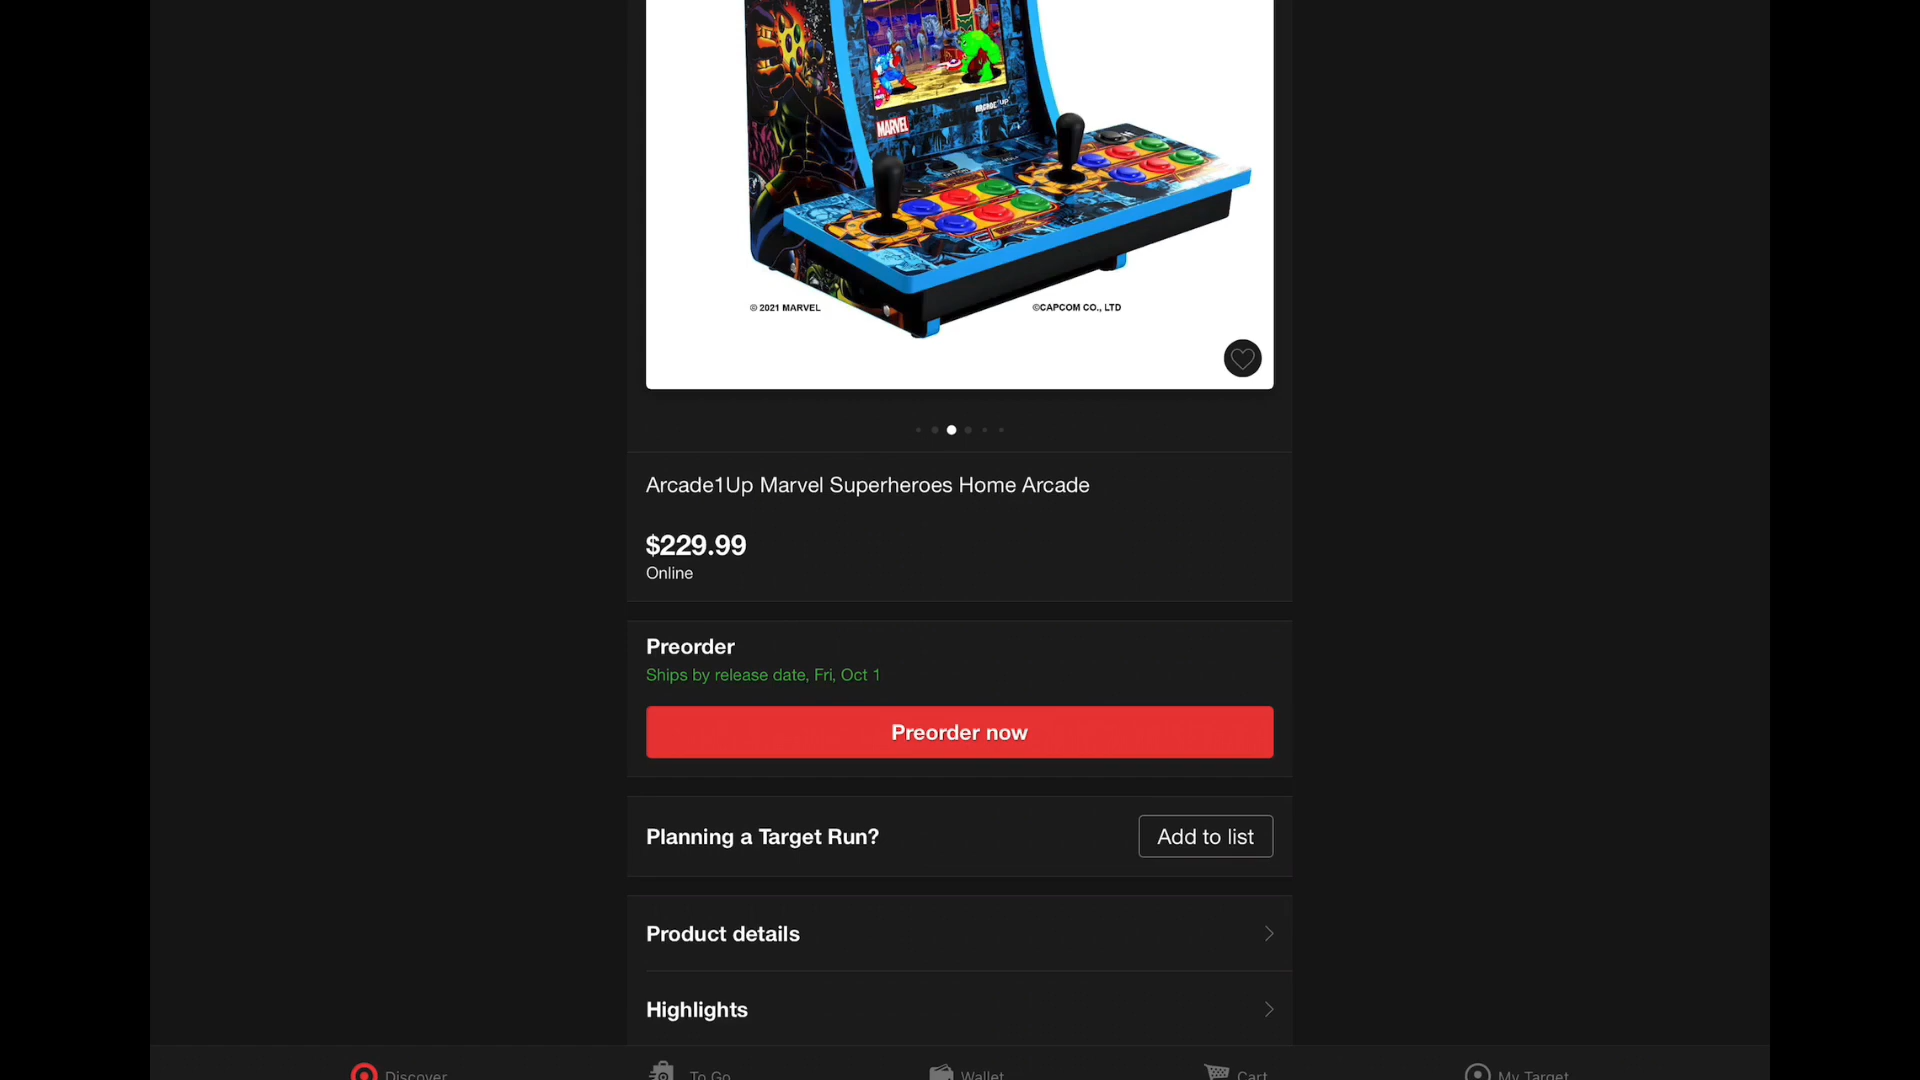 ARCADE1UP
MARVEL
© 2021 MARVEL
©CAPCOM CO., LTD
Arcade1Up Marvel Superheroes Home Arcade
$229.99
Online
Preorder
Ships by release date, Fri, Oct 1
Preorder now
Planning a Target Run?
Add to list
Product details
Highlights
Discover
To Go
Wallet
Cart
My Target